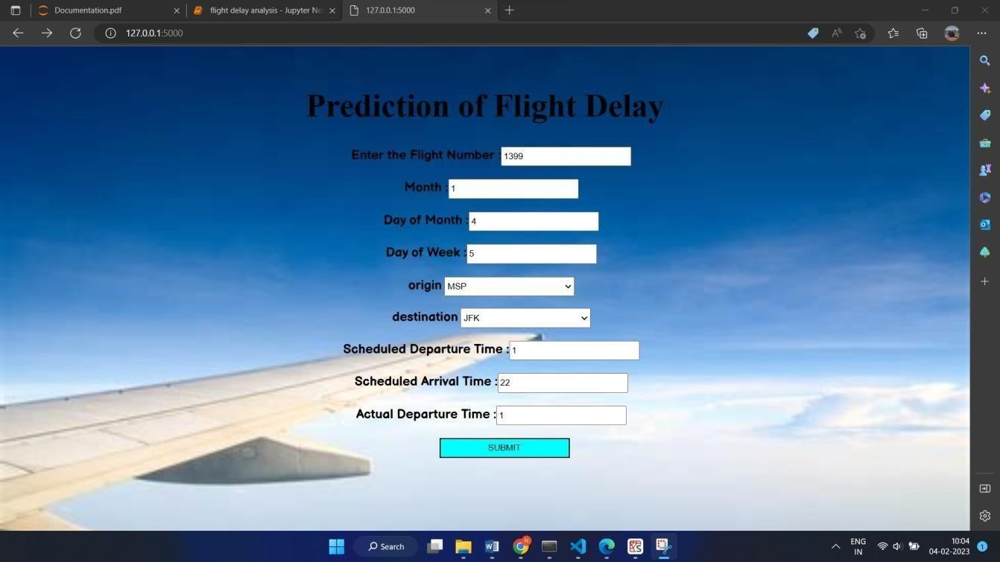 Documentation.pdf
flight delay analysis - Jupyter No
127.0.0.1:5000
127.0.0.1:5000
Prediction of Flight Delay
Enter the Flight Number : 1399
Month : 1
Day of Month : 4
Day of Week : 5
origin MSP
destination JFK
Scheduled Departure Time : 1
Scheduled Arrival Time : 22
Actual Departure Time : 1
SUBMIT
Search
ENG
IN
10:04
04-02-2023
1